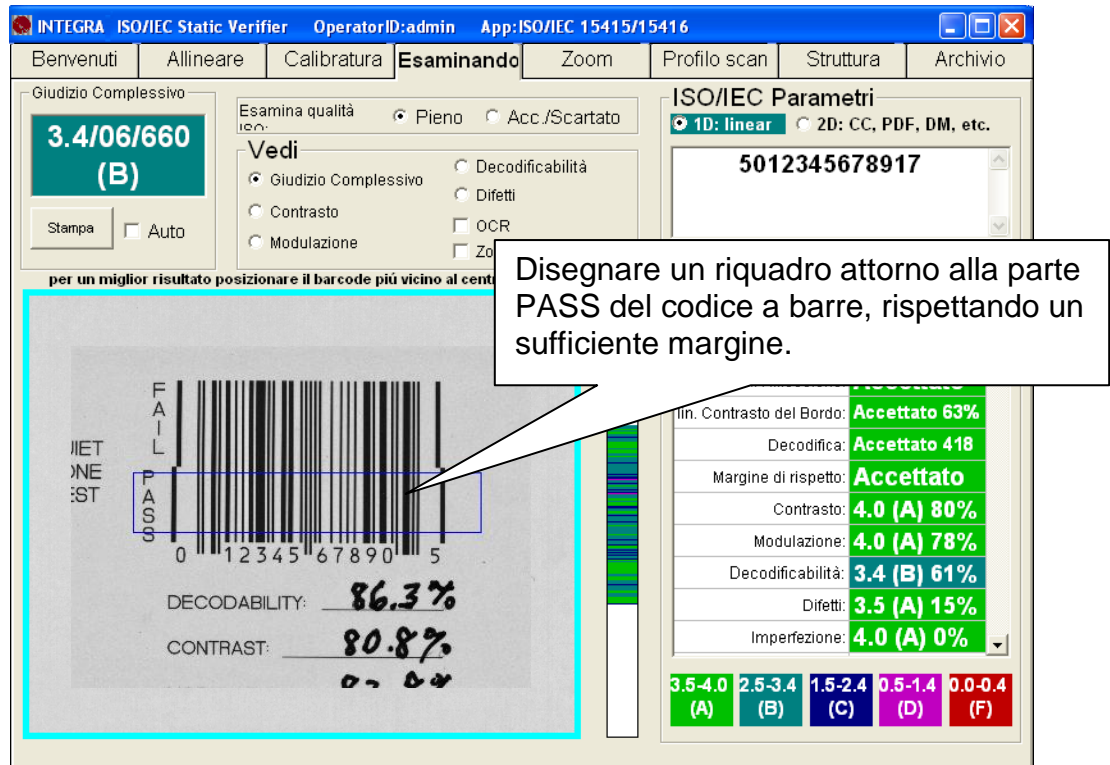 INTEGRA ISO/IEC Static Verifier OperatorID:admin App:ISO/IEC 15415/15416
Benvenuti Allineare Calibratura Esaminando Zoom Profilo scan Struttura Archivio
Giudizio Complessivo
3.4/06/660
(B)
Stampa
Auto
Esamina qualità
Pieno Acc./Scartato
Vedi
Giudizio Complessivo
Contrasto
Modulazione
Decodificabilità
Difetti
OCR
ISO/IEC Parametri
1D: linear 2D: CC, PDF, DM, etc.
5012345678917
Disegnare un riquadro attorno alla parte
PASS del codice a barre, rispettando un
sufficiente margine.
per un miglior risultato posizionare il barcode piú vicino al
FAIL
PASS
0 12345 67890 5
DECODABILITY: 86.3%
CONTRAST: 80.8%
Contrasto del Bordo: Accettato 63%
Decodifica: Accettato 418
Margine di rispetto: Accettato
Contrasto: 4.0 (A) 80%
Modulazione: 4.0 (A) 78%
Decodificabilità: 3.4 (B) 61%
Difetti: 3.5 (A) 15%
Imperfezione: 4.0 (A) 0%
3.5-4.0 2.5-3.4 1.5-2.4 0.5-1.4 0.0-0.4
(A) (B) (C) (D) (F)